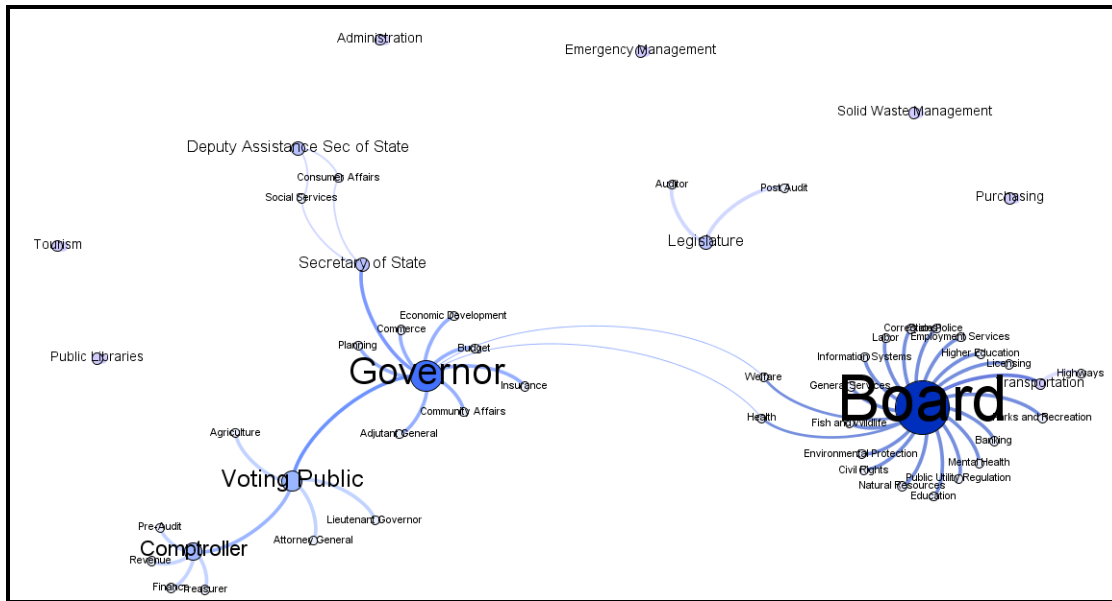 Administration
Emergency Management
Solid Waste Management
Deputy Assistance Sec of State
Consumer Affairs
Social Services
Auditor
Post Audit
Purchasing
Legislature
Tourism
Secretary of State
Economic Development
Commerce
Planning
Budget
Public Libraries
Governor
Insurance
Community Affairs
Adjutant General
Agriculture
Voting Public
Lieutenant Governor
Attorney General
Pre-Audit
Comptroller
Revenue
Finance
Treasurer
Corrections
State Police
Labor
Employment Services
Information Systems
Higher Education
Licensing
Welfare
General Services
Transportation
Highways
Board
Health
Fish and Wildlife
Parks and Recreation
Banking
Environmental Protection
Mental Health
Civil Rights
Public Utility Regulation
Natural Resources
Education